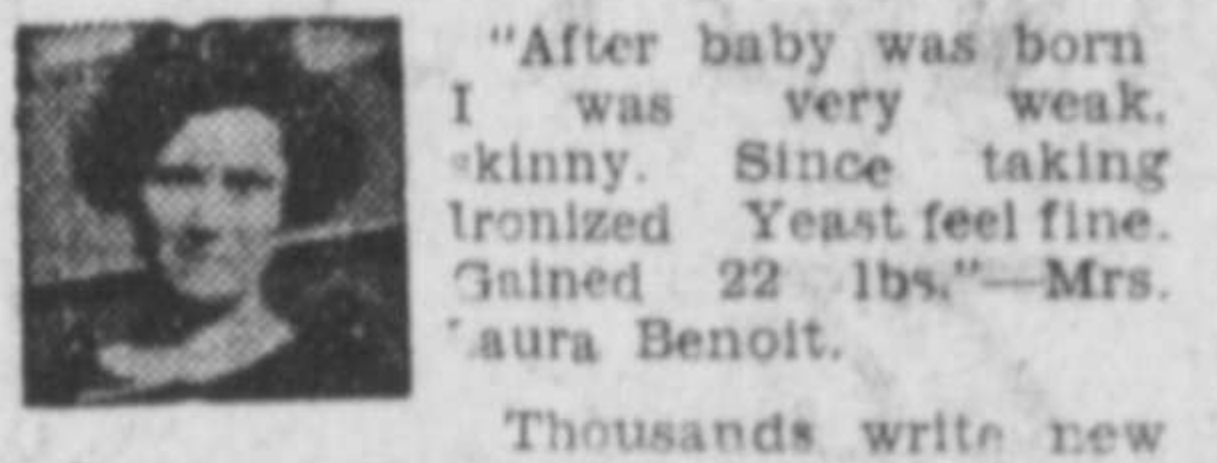 "After baby was born
I was very weak,
skinny. Since taking
Ironized Yeast feel fine.
Gained 22 lbs."—Mrs.
Laura Benoit.
Thousands write new